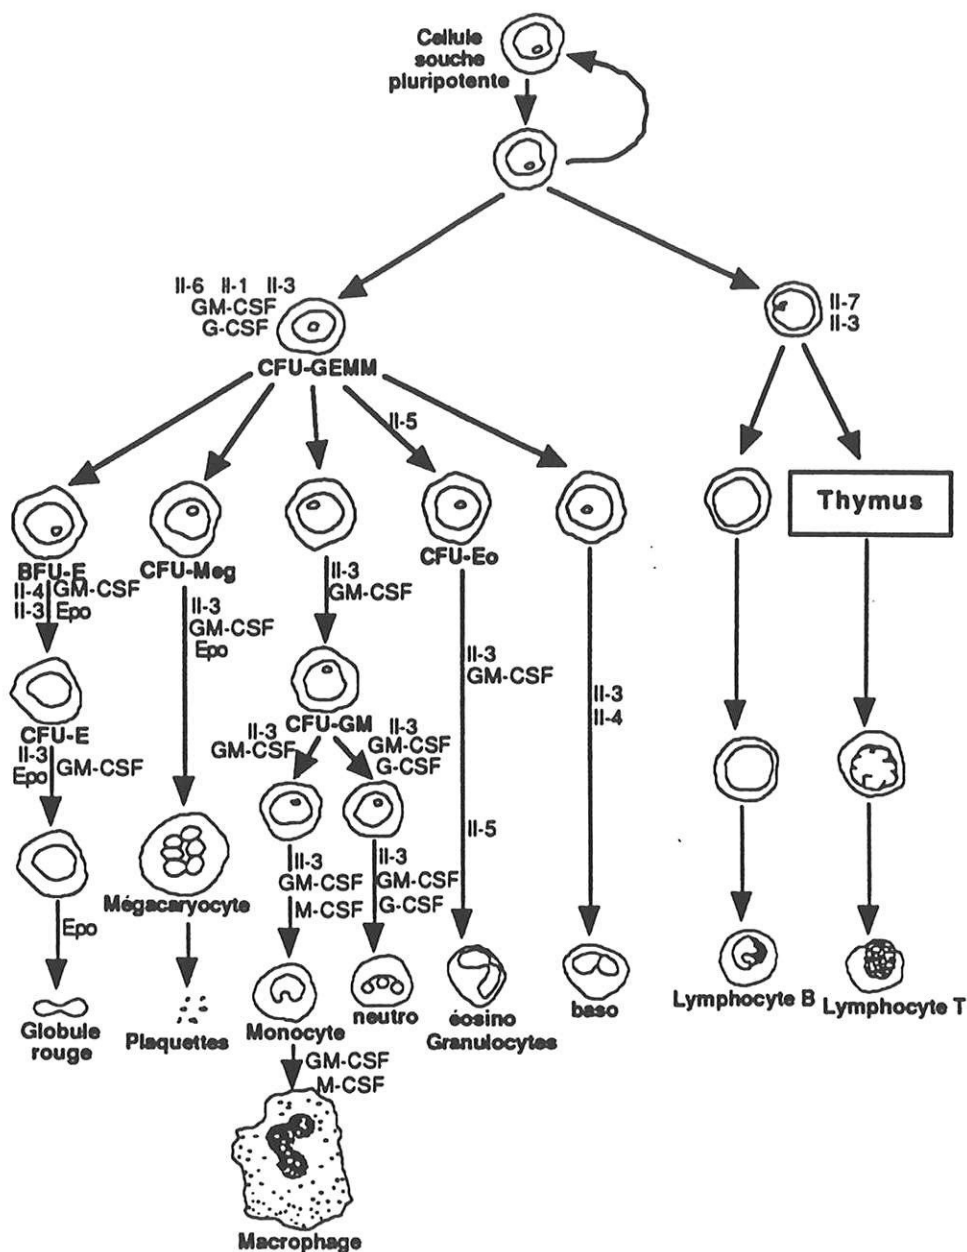 Cellule
souche
pluripotente
Il-6 Il-1 Il-3
GM-CSF
G-CSF
CFU-GEMM
Il-7
Il-3
Il-5
BFU-E
CFU-Meg
CFU-Eo
Thymus
Il-4 GM-CSF
Il-3 Epo
Il-3
GM-CSF
Epo
Il-3
GM-CSF
Il-3
GM-CSF
Il-3
Il-4
CFU-E
Il-3
Epo GM-CSF
CFU-GM
Il-3
GM-CSF
Il-3
GM-CSF
G-CSF
Il-5
Mégacaryocyte
Il-3
GM-CSF
M-CSF
Il-3
GM-CSF
G-CSF
Epo
Globule
rouge
Plaquettes
Monocyte
neutro
éosino
Granulocytes
baso
Lymphocyte B
Lymphocyte T
GM-CSF
M-CSF
Macrophage